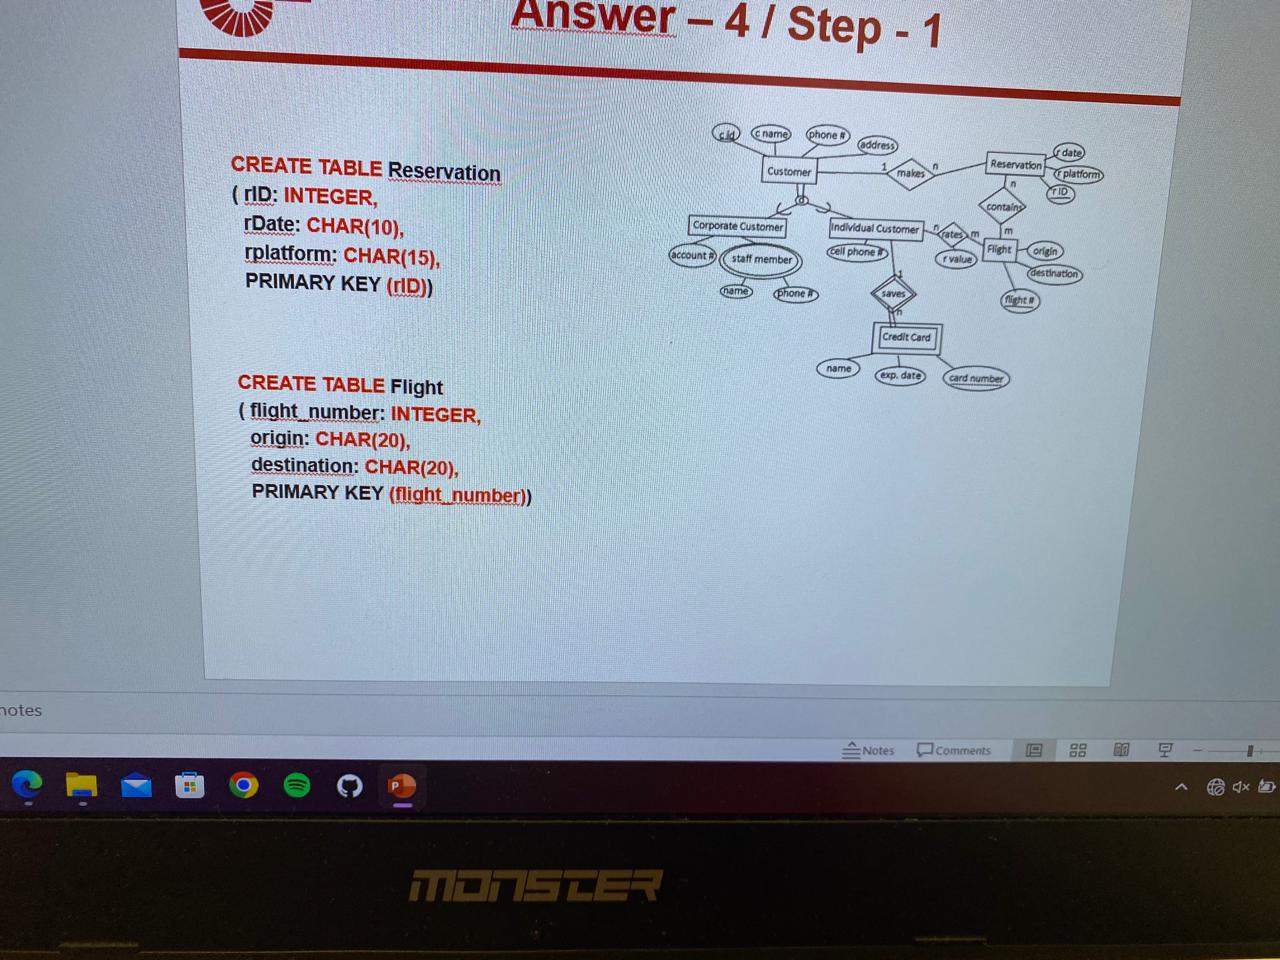 Answer – 4 / Step - 1
CREATE TABLE Reservation
( rID: INTEGER,
rDate: CHAR(10),
rplatform: CHAR(15),
PRIMARY KEY (rID))
CREATE TABLE Flight
( flight_number: INTEGER,
origin: CHAR(20),
destination: CHAR(20),
PRIMARY KEY (flight_number))
c id
c name
phone #
address
Customer
1
makes
n
Reservation
r date
r platform
r ID
n
contains
m
d
Corporate Customer
Individual Customer
n
rates
m
Flight
origin
destination
flight #
account #
staff member
cell phone #
r value
name
phone #
1
saves
n
Credit Card
name
exp. date
card number
notes
Notes
Comments
P
MONSTER